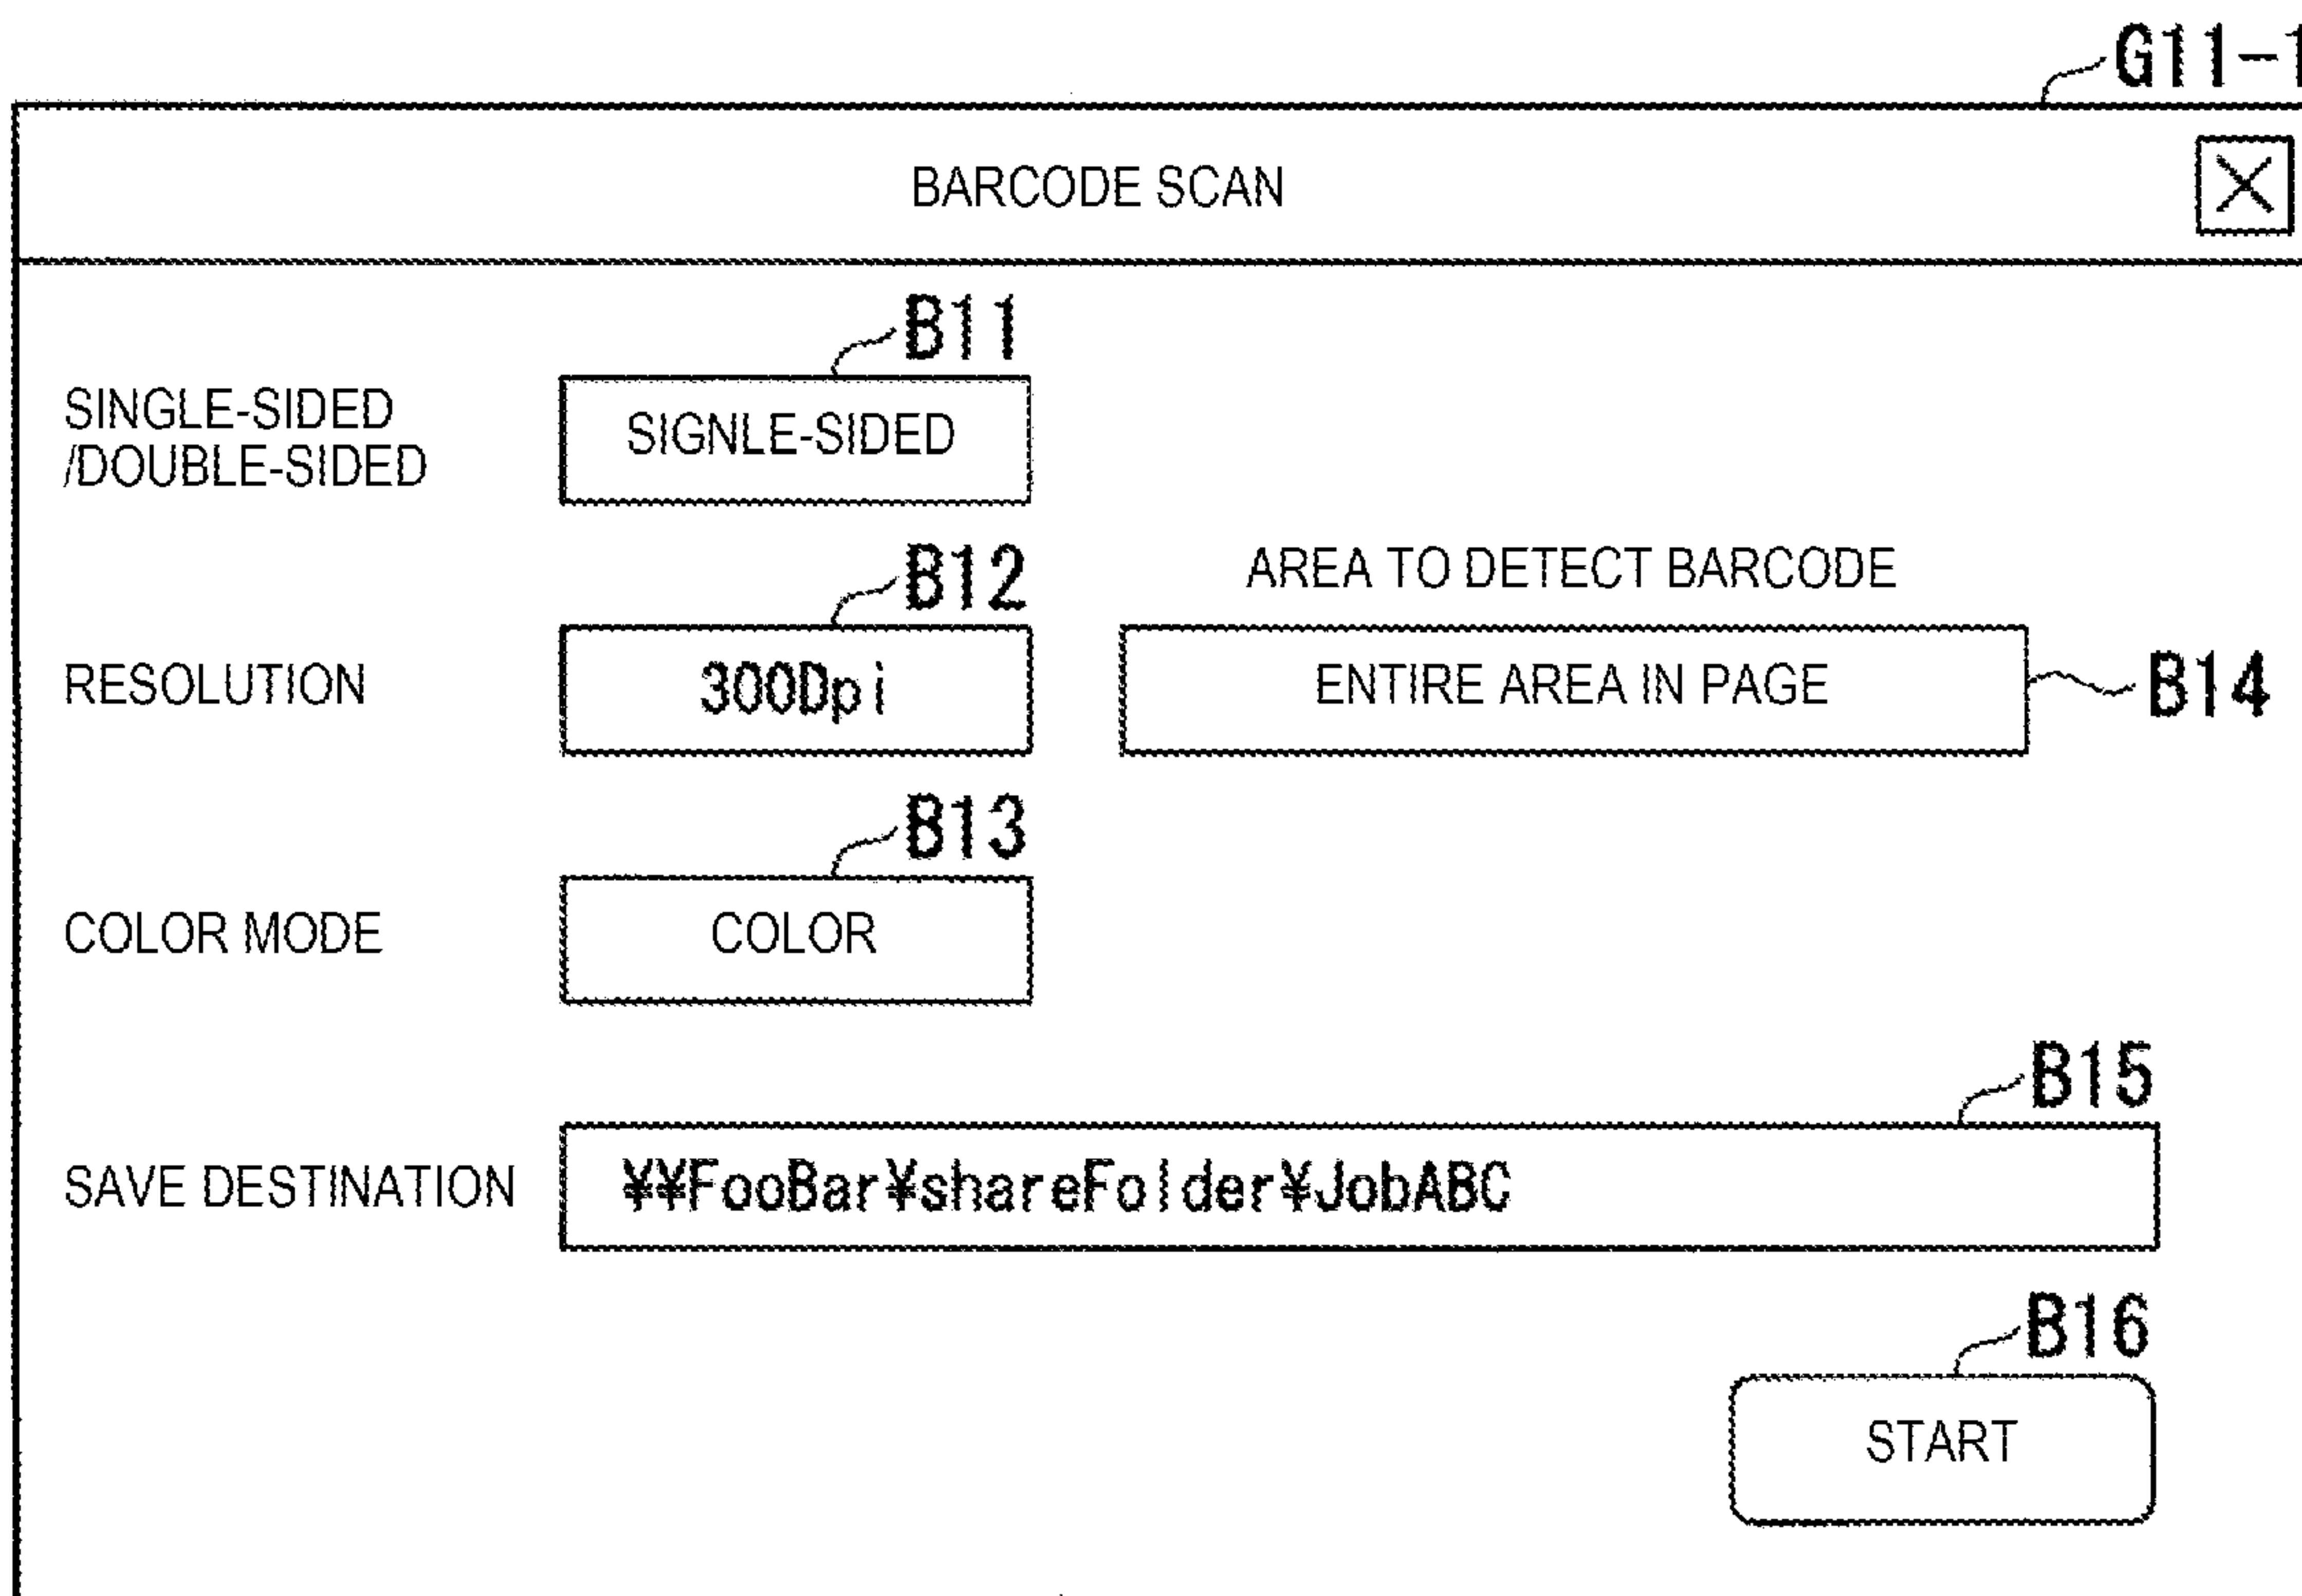 G11-1
BARCODE SCAN
B11
SINGLE-SIDED
/DOUBLE-SIDED
SIGNLE-SIDED
B12
AREA TO DETECT BARCODE
RESOLUTION
300Dpi
ENTIRE AREA IN PAGE
B14
B13
COLOR MODE
COLOR
B15
SAVE DESTINATION
¥¥FooBar¥shareFolder¥JobABC
B16
START